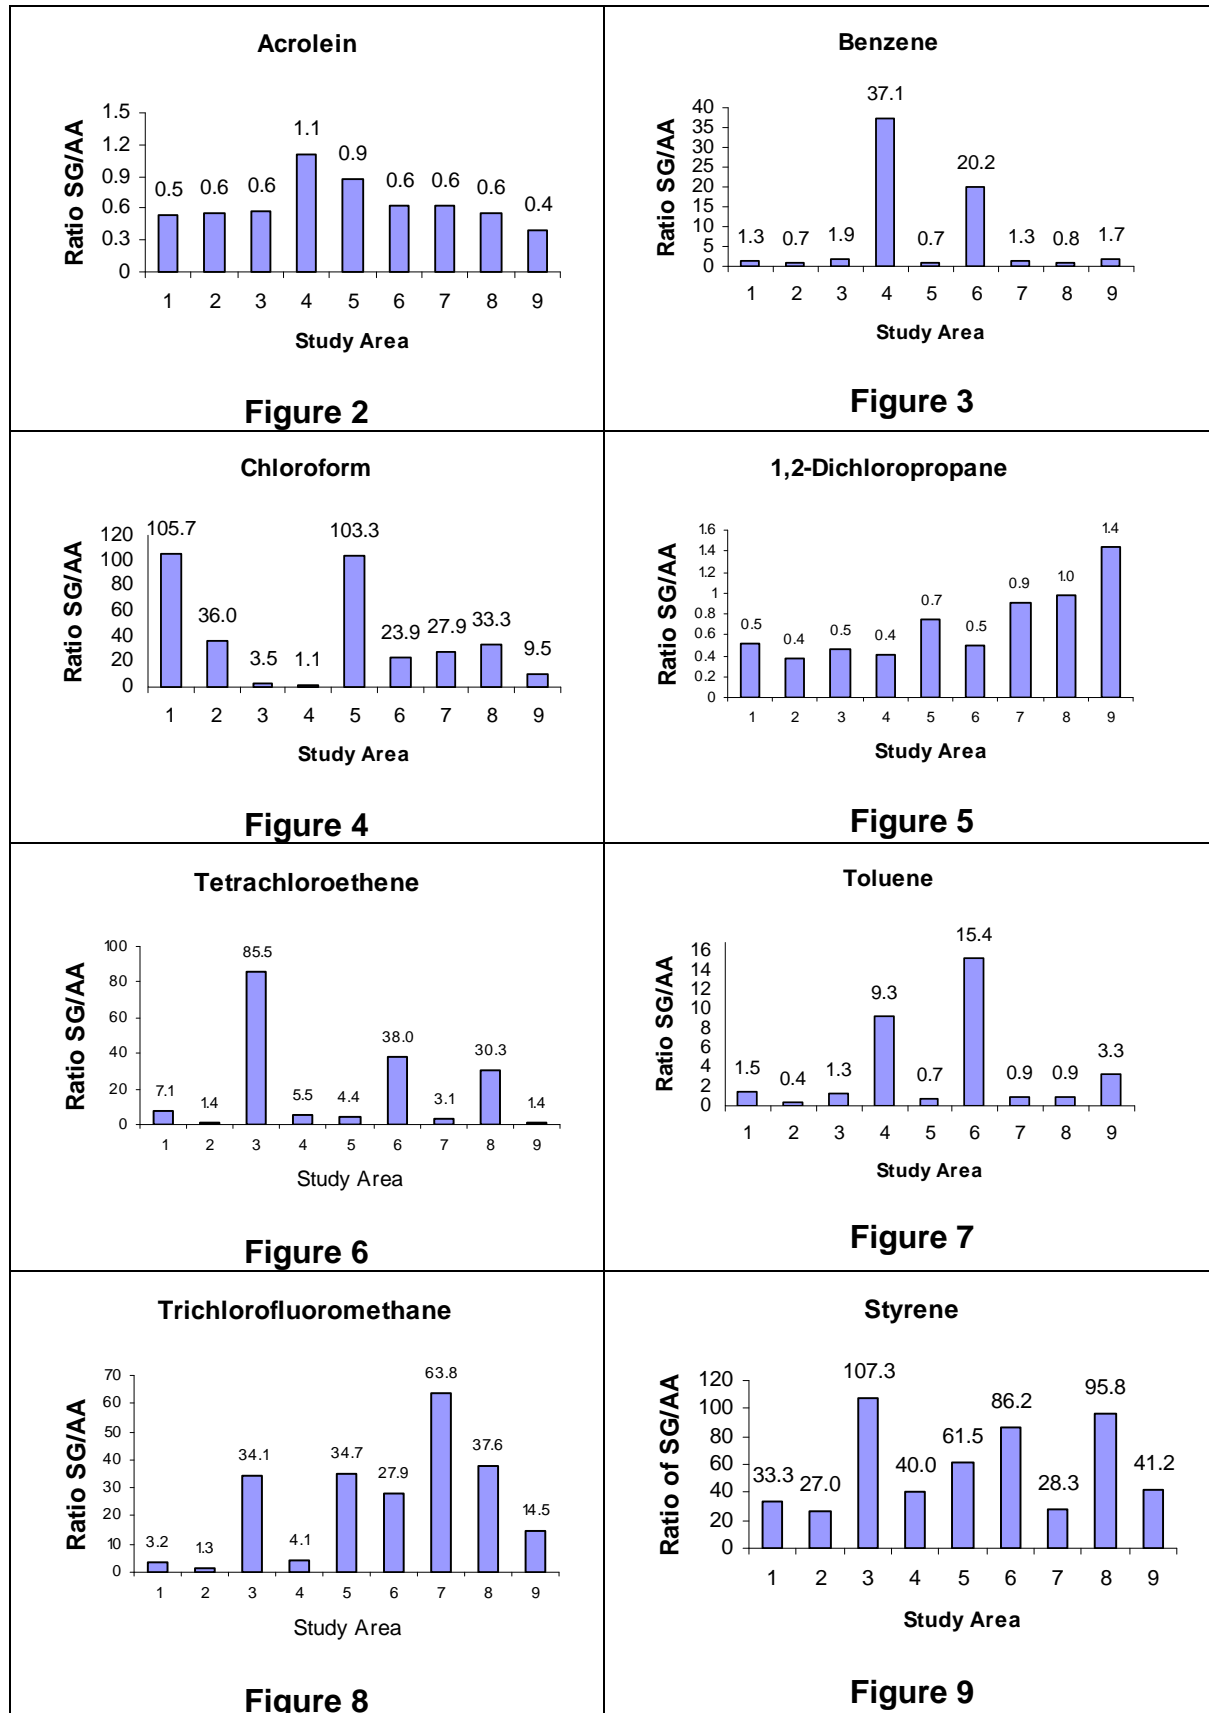 Acrolein
Ratio SG/AA
1.5
1.2
0.9
0.6
0.3
0
0.5 0.6 0.6 1.1 0.9 0.6 0.6 0.6 0.4
1 2 3 4 5 6 7 8 9
Study Area
Figure 2
Benzene
Ratio SG/AA
40
35
30
25
20
15
10
5
0
1.3 0.7 1.9 37.1 0.7 20.2 1.3 0.8 1.7
1 2 3 4 5 6 7 8 9
Study Area
Figure 3
Chloroform
Ratio SG/AA
120
100
80
60
40
20
0
105.7 36.0 3.5 1.1 103.3 23.9 27.9 33.3 9.5
1 2 3 4 5 6 7 8 9
Study Area
Figure 4
1,2-Dichloropropane
Ratio SG/AA
1.6
1.4
1.2
1
0.8
0.6
0.4
0.2
0
0.5 0.4 0.5 0.4 0.7 0.5 0.9 1.0 1.4
1 2 3 4 5 6 7 8 9
Study Area
Figure 5
Tetrachloroethene
Ratio SG/AA
100
80
60
40
20
0
7.1 1.4 85.5 5.5 4.4 38.0 3.1 30.3 1.4
1 2 3 4 5 6 7 8 9
Study Area
Figure 6
Toluene
Ratio SG/AA
16
14
12
10
8
6
4
2
0
1.5 0.4 1.3 9.3 0.7 15.4 0.9 0.9 3.3
1 2 3 4 5 6 7 8 9
Study Area
Figure 7
Trichlorofluoromethane
Ratio SG/AA
70
60
50
40
30
20
10
0
3.2 1.3 34.1 4.1 34.7 27.9 63.8 37.6 14.5
1 2 3 4 5 6 7 8 9
Study Area
Figure 8
Styrene
Ratio of SG/AA
120
100
80
60
40
20
0
33.3 27.0 107.3 40.0 61.5 86.2 28.3 95.8 41.2
1 2 3 4 5 6 7 8 9
Study Area
Figure 9